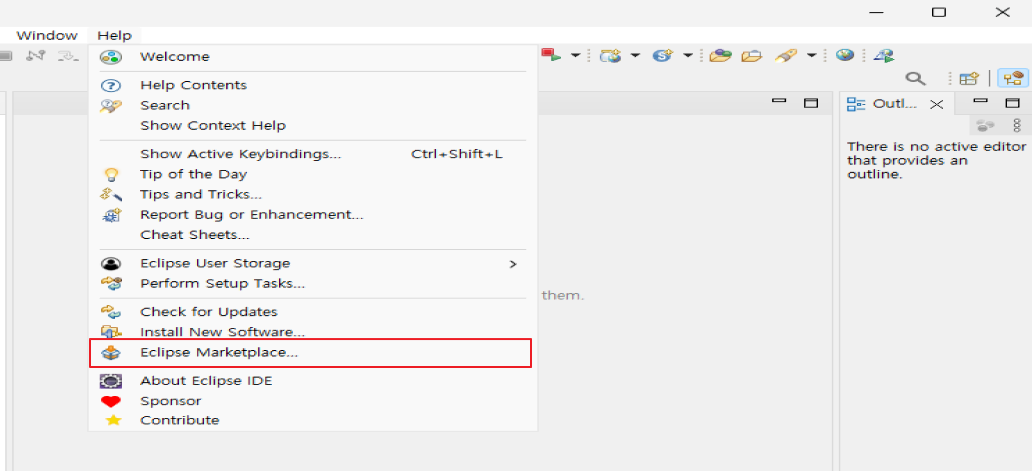 Window Help
Welcome
Help Contents
Search
Show Context Help
Show Active Keybindings... Ctrl+Shift+L
Tip of the Day
Tips and Tricks...
Report Bug or Enhancement...
Cheat Sheets...
Eclipse User Storage
Perform Setup Tasks...
Check for Updates
Install New Software...
Eclipse Marketplace...
About Eclipse IDE
Sponsor
Contribute
them.
Outl...
There is no active editor
that provides an
outline.